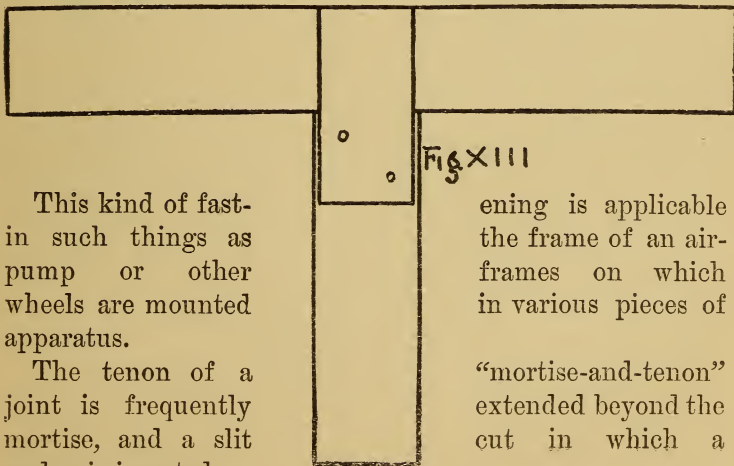 Fig XIII
This kind of fast- ening is applicable
in such things as the frame of an air-
pump or other frames on which
wheels are mounted in various pieces of
apparatus.
The tenon of a “mortise-and-tenon”
joint is frequently extended beyond the
mortise, and a slit cut in which a